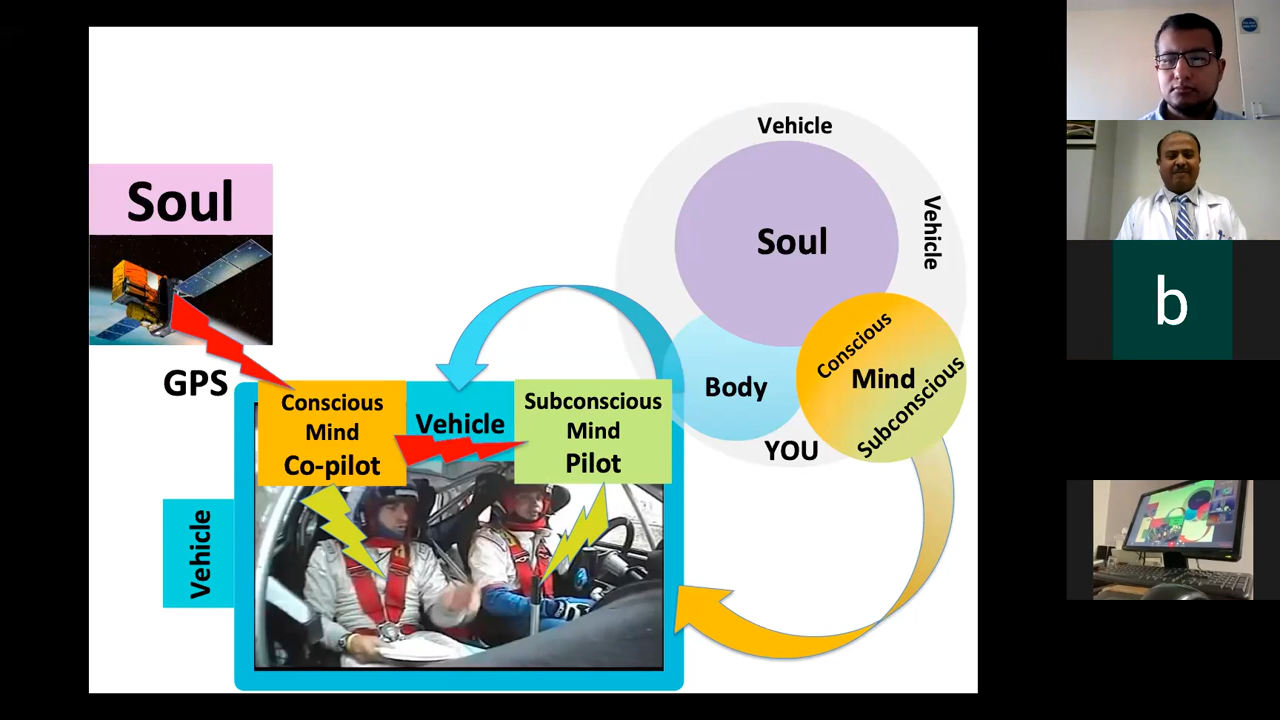 Soul
GPS
Vehicle
Conscious
Mind
Co-pilot
Vehicle
Subconscious
Mind
Pilot
Vehicle
Vehicle
Soul
Body
Conscious
Mind
Subconscious
YOU
b